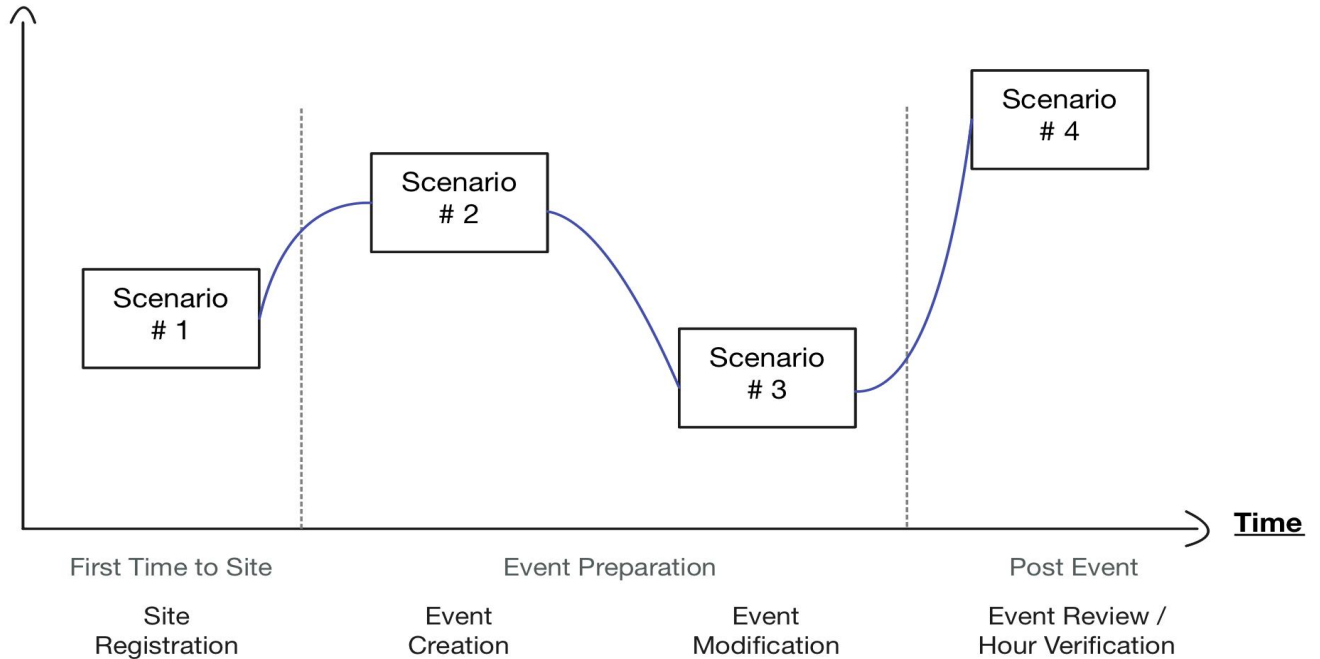 Scenario
# 1
Scenario
# 2
Scenario
# 3
Scenario
# 4
Time
First Time to Site
Event Preparation
Post Event
Site
Registration
Event
Creation
Event
Modification
Event Review /
Hour Verification